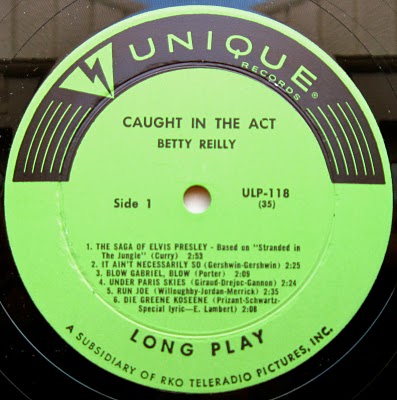 UNIQUE
RECORDS®
CAUGHT IN THE ACT
BETTY REILLY
Side 1
ULP-118
(35)
1. THE SAGA OF ELVIS PRESLEY - Based on "Stranded in
The Jungle" (Curry) 2:53
2. IT AIN'T NECESSARILY SO (Gershwin-Gershwin) 2:25
3. BLOW GABRIEL, BLOW (Porter) 2:09
4. UNDER PARIS SKIES (Giraud-Drejoc-Gannon) 2:24
5. RUN JOE (Willoughby-Jordan-Merrick) 2:35
6. DIE GREENE KOSEENE (Prizant-Schwartz-
Special lyric—E. Lambert) 2:08
LONG PLAY
A SUBSIDIARY OF RKO TELERADIO PICTURES, INC.